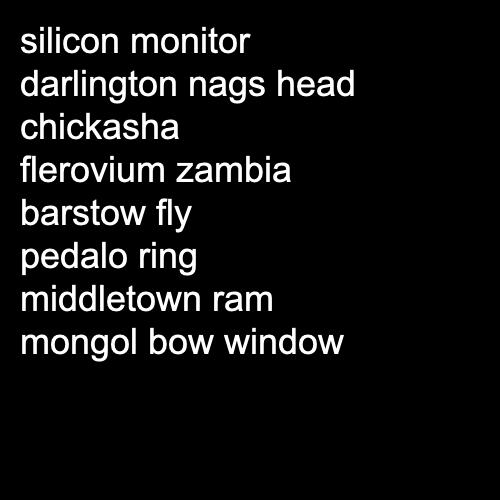 silicon monitor
darlington nags head
chickasha
flerovium zambia
barstow fly
pedalo ring
middletown ram
mongol bow window